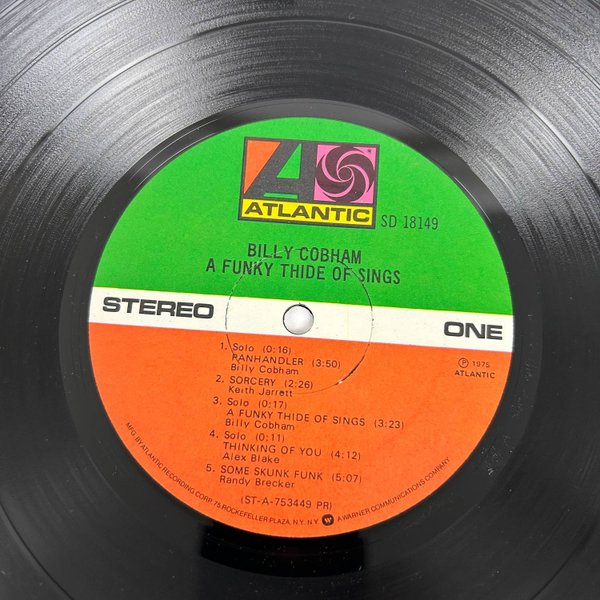 A
ATLANTIC
SD 18149
BILLY COBHAM
A FUNKY THIDE OF SINGS
STEREO
ONE
1. Solo (0:16)
PANHANDLER (3:50)
Billy Cobham
2. SORCERY (2:26)
Keith Jarrett
3. Solo (0:17)
A FUNKY THIDE OF SINGS (3:23)
Billy Cobham
4. Solo (0:11)
THINKING OF YOU (4:12)
Alex Blake
5. SOME SKUNK FUNK (5:07)
Randy Brecker
(ST-A-753449 PR)
Ⓟ 1975
ATLANTIC
MFG BY ATLANTIC RECORDING CORP. 75 ROCKEFELLER PLAZA, N.Y. N.Y. W A WARNER COMMUNICATIONS COMPANY